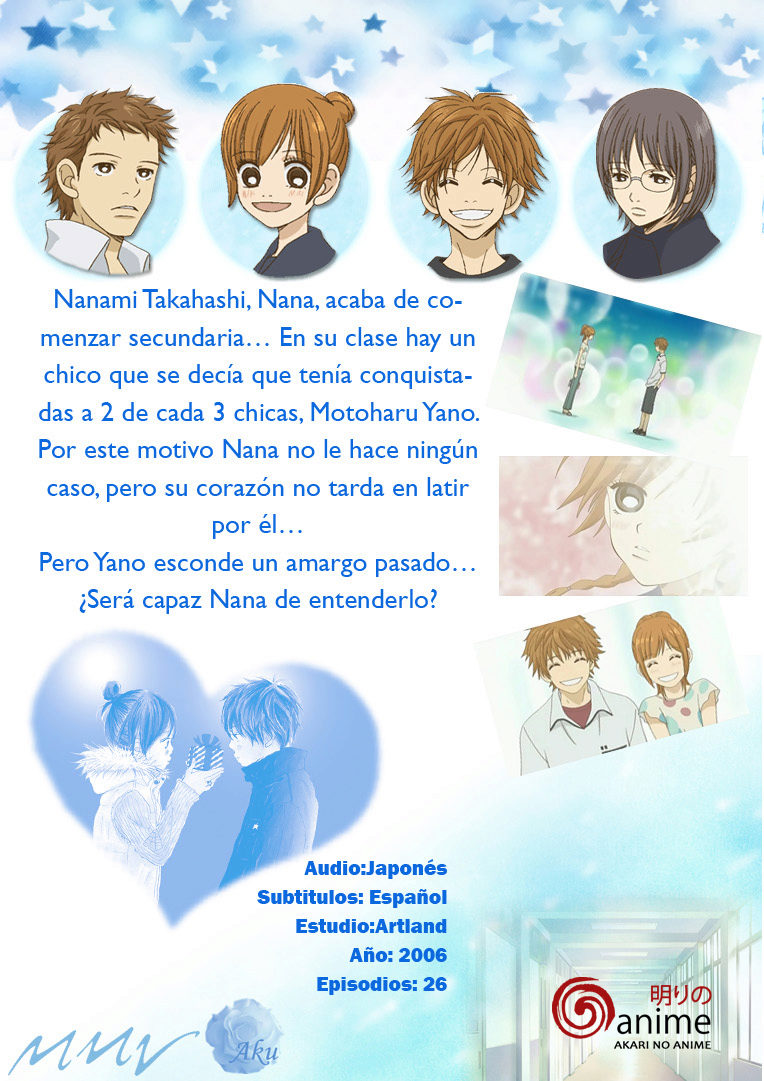 Nanami Takahashi, Nana, acaba de co-
menzar secundaria... En su clase hay un
chico que se decía que tenía conquista-
das a 2 de cada 3 chicas, Motoharu Yano.
Por este motivo Nana no le hace ningún
caso, pero su corazón no tarda en latir
por él...
Pero Yano esconde un amargo pasado...
¿Será capaz Nana de entenderlo?
Audio:Japonés
Subtitulos: Español
Estudio:Artland
Año: 2006
Episodios: 26
明りの
anime
AKARI NO ANIME
Aku